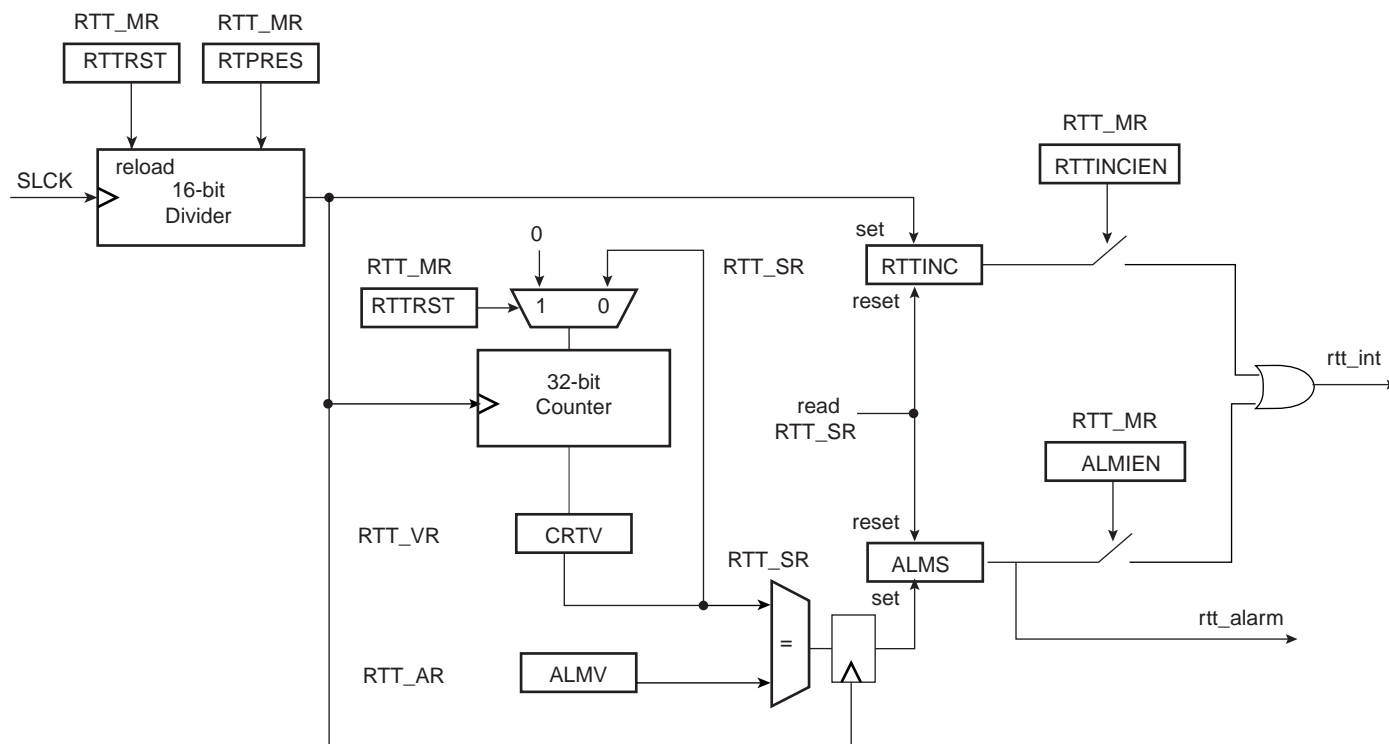 RTT_MR
RTTRST
RTT_MR
RTPRES
SLCK
reload
16-bit
Divider
RTT_MR
RTTINCIEN
0
set
RTT_MR
RTTRST
1 0
RTT_SR
RTTINC
reset
32-bit
Counter
read
RTT_SR
rtt_int
RTT_MR
ALMIEN
RTT_VR
CRTV
reset
RTT_SR
ALMS
set
rtt_alarm
=
RTT_AR
ALMV